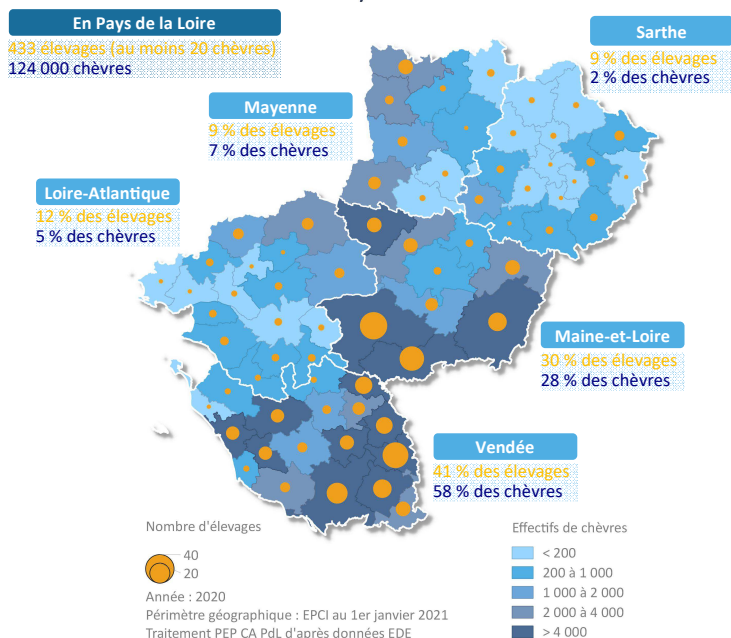 En Pays de la Loire
433 élevages (au moins 20 chèvres)
124 000 chèvres
Sarthe
9 % des élevages
2 % des chèvres
Mayenne
9 % des élevages
7 % des chèvres
Loire-Atlantique
12 % des élevages
5 % des chèvres
Maine-et-Loire
30 % des élevages
28 % des chèvres
Vendée
41 % des élevages
58 % des chèvres
Nombre d'élevages
40
20
Année : 2020
Périmètre géographique : EPCI au 1er janvier 2021
Traitement PEP CA PdL d'après données EDE
Effectifs de chèvres
< 200
200 à 1 000
1 000 à 2 000
2 000 à 4 000
> 4 000